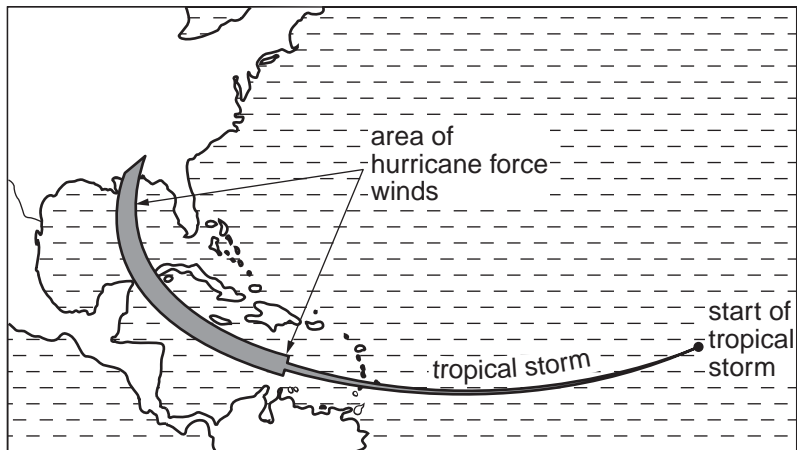 area of
hurricane force
winds
start of
tropical
storm
tropical storm